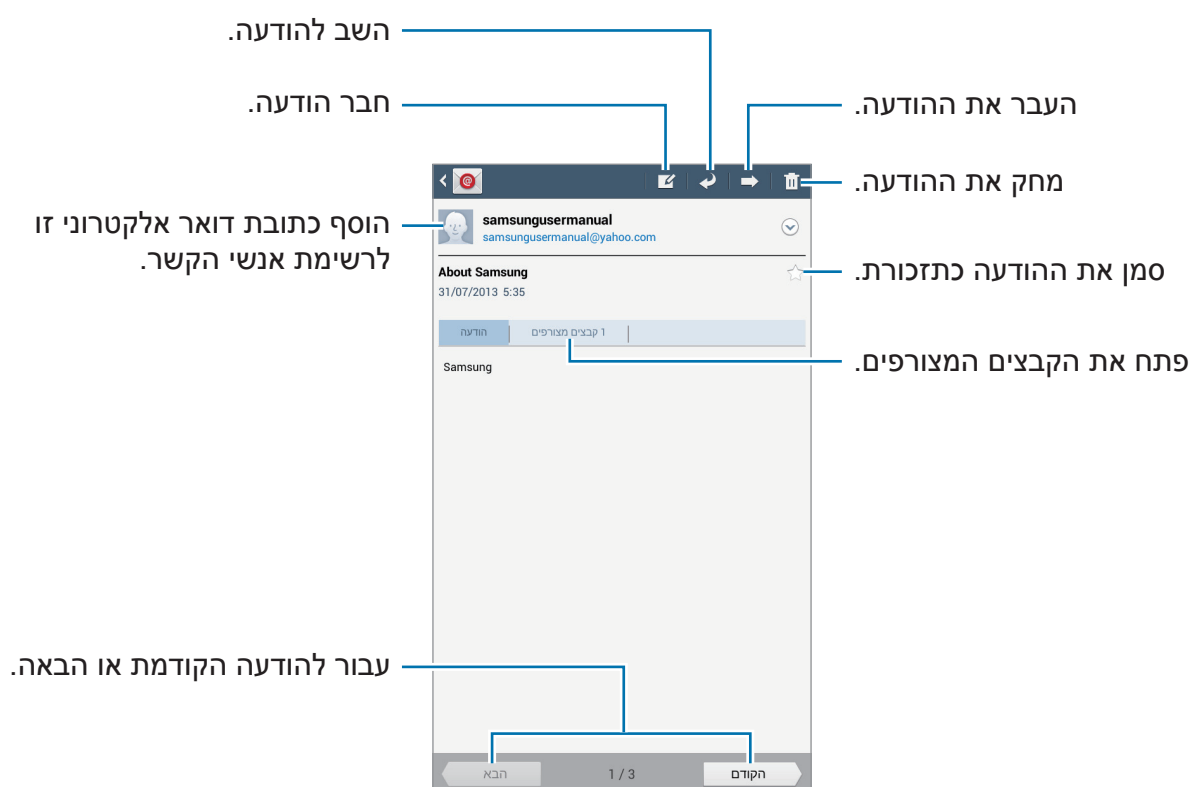 השב להודעה.
חבר הודעה.
העבר את ההודעה.
מחק את ההודעה.
הוסף כתובת דואר אלקטרוני זו
לרשימת אנשי הקשר.
samsungusermanual
samsungusermanual@yahoo.com
About Samsung
31/07/2013 5:35
סמן את ההודעה כתזכורת.
הודעה
1 קבצים מצורפים
פתח את הקבצים המצורפים.
Samsung
עבור להודעה הקודמת או הבאה.
הבא
1 / 3
הקודם